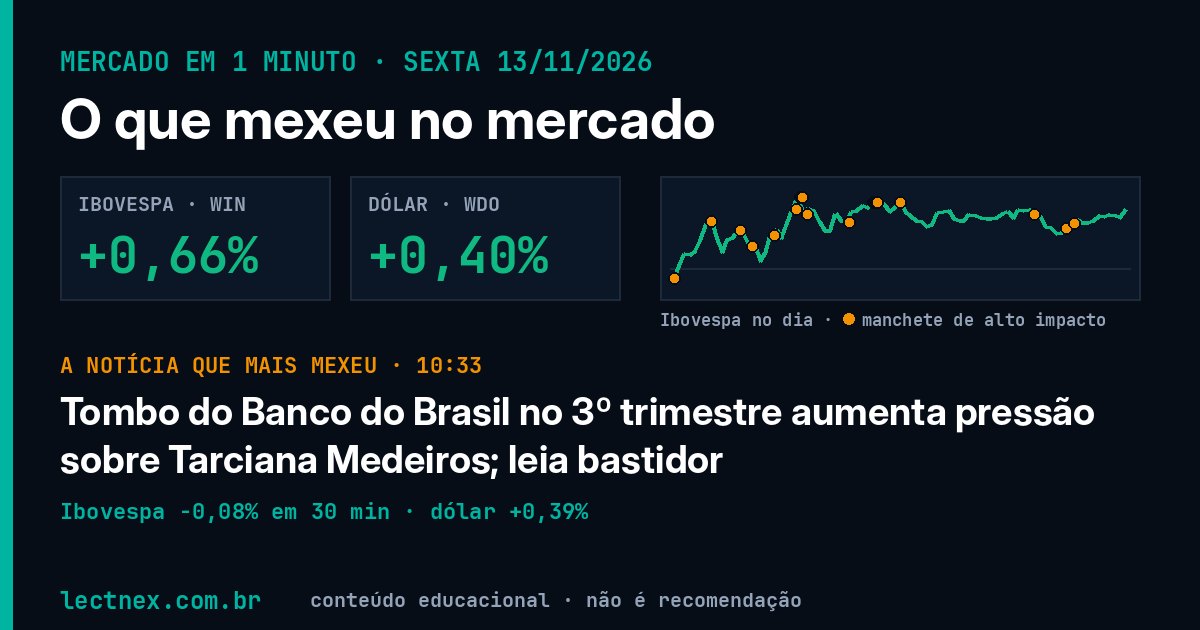 MERCADO EM 1 MINUTO · SEXTA 13/11/2026
O que mexeu no mercado
IBOVESPA · WIN
+0,66%
DÓLAR · WDO
+0,40%
Ibovespa no dia · manchete de alto impacto
A NOTÍCIA QUE MAIS MEXEU · 10:33
Tombo do Banco do Brasil no 3º trimestre aumenta pressão
sobre Tarciana Medeiros; leia bastidor
Ibovespa -0,08% em 30 min · dólar +0,39%
lectnex.com.br
conteúdo educacional · não é recomendação